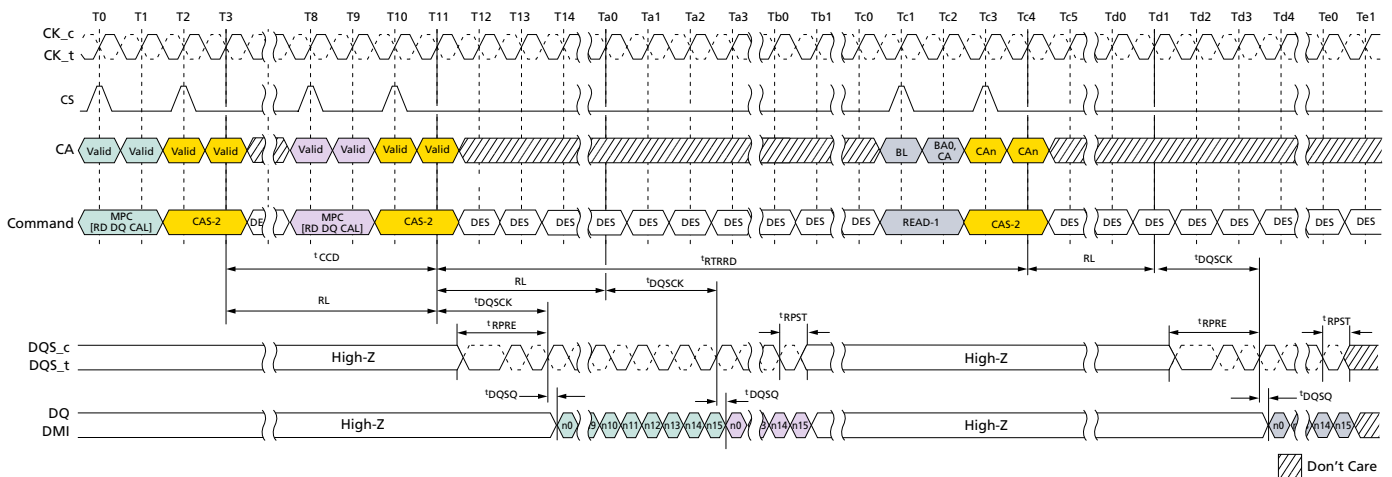 T0 T1 T2 T3 T8 T9 T10 T11 T12 T13 T14 Ta0 Ta1 Ta2 Ta3 Tb0 Tb1 Tc0 Tc1 Tc2 Tc3 Tc4 Tc5 Td0 Td1 Td2 Td3 Td4 Te0 Te1
CK_c
CK_t
CS
CA Valid Valid Valid Valid Valid Valid Valid Valid BL BA0, CA CAn CAn
Command MPC [RD DQ CAL] CAS-2 DE MPC [RD DQ CAL] CAS-2 DES DES DES DES DES DES DES DES DES DES READ-1 CAS-2 DES DES DES DES DES DES DES DES
tCCD tRTRRD RL tDQSCK
RL tDQSCK
RL tDQSCK
tRPRE tRPST tRPRE tRPST
DQS_c
DQS_t
High-Z High-Z
tDQSQ tDQSQ tDQSQ
DQ
DMI
High-Z n0 9 n10 n11 n12 n13 n14 n15 n0 3 n14 n15 High-Z n0 n14 n15
Don't Care